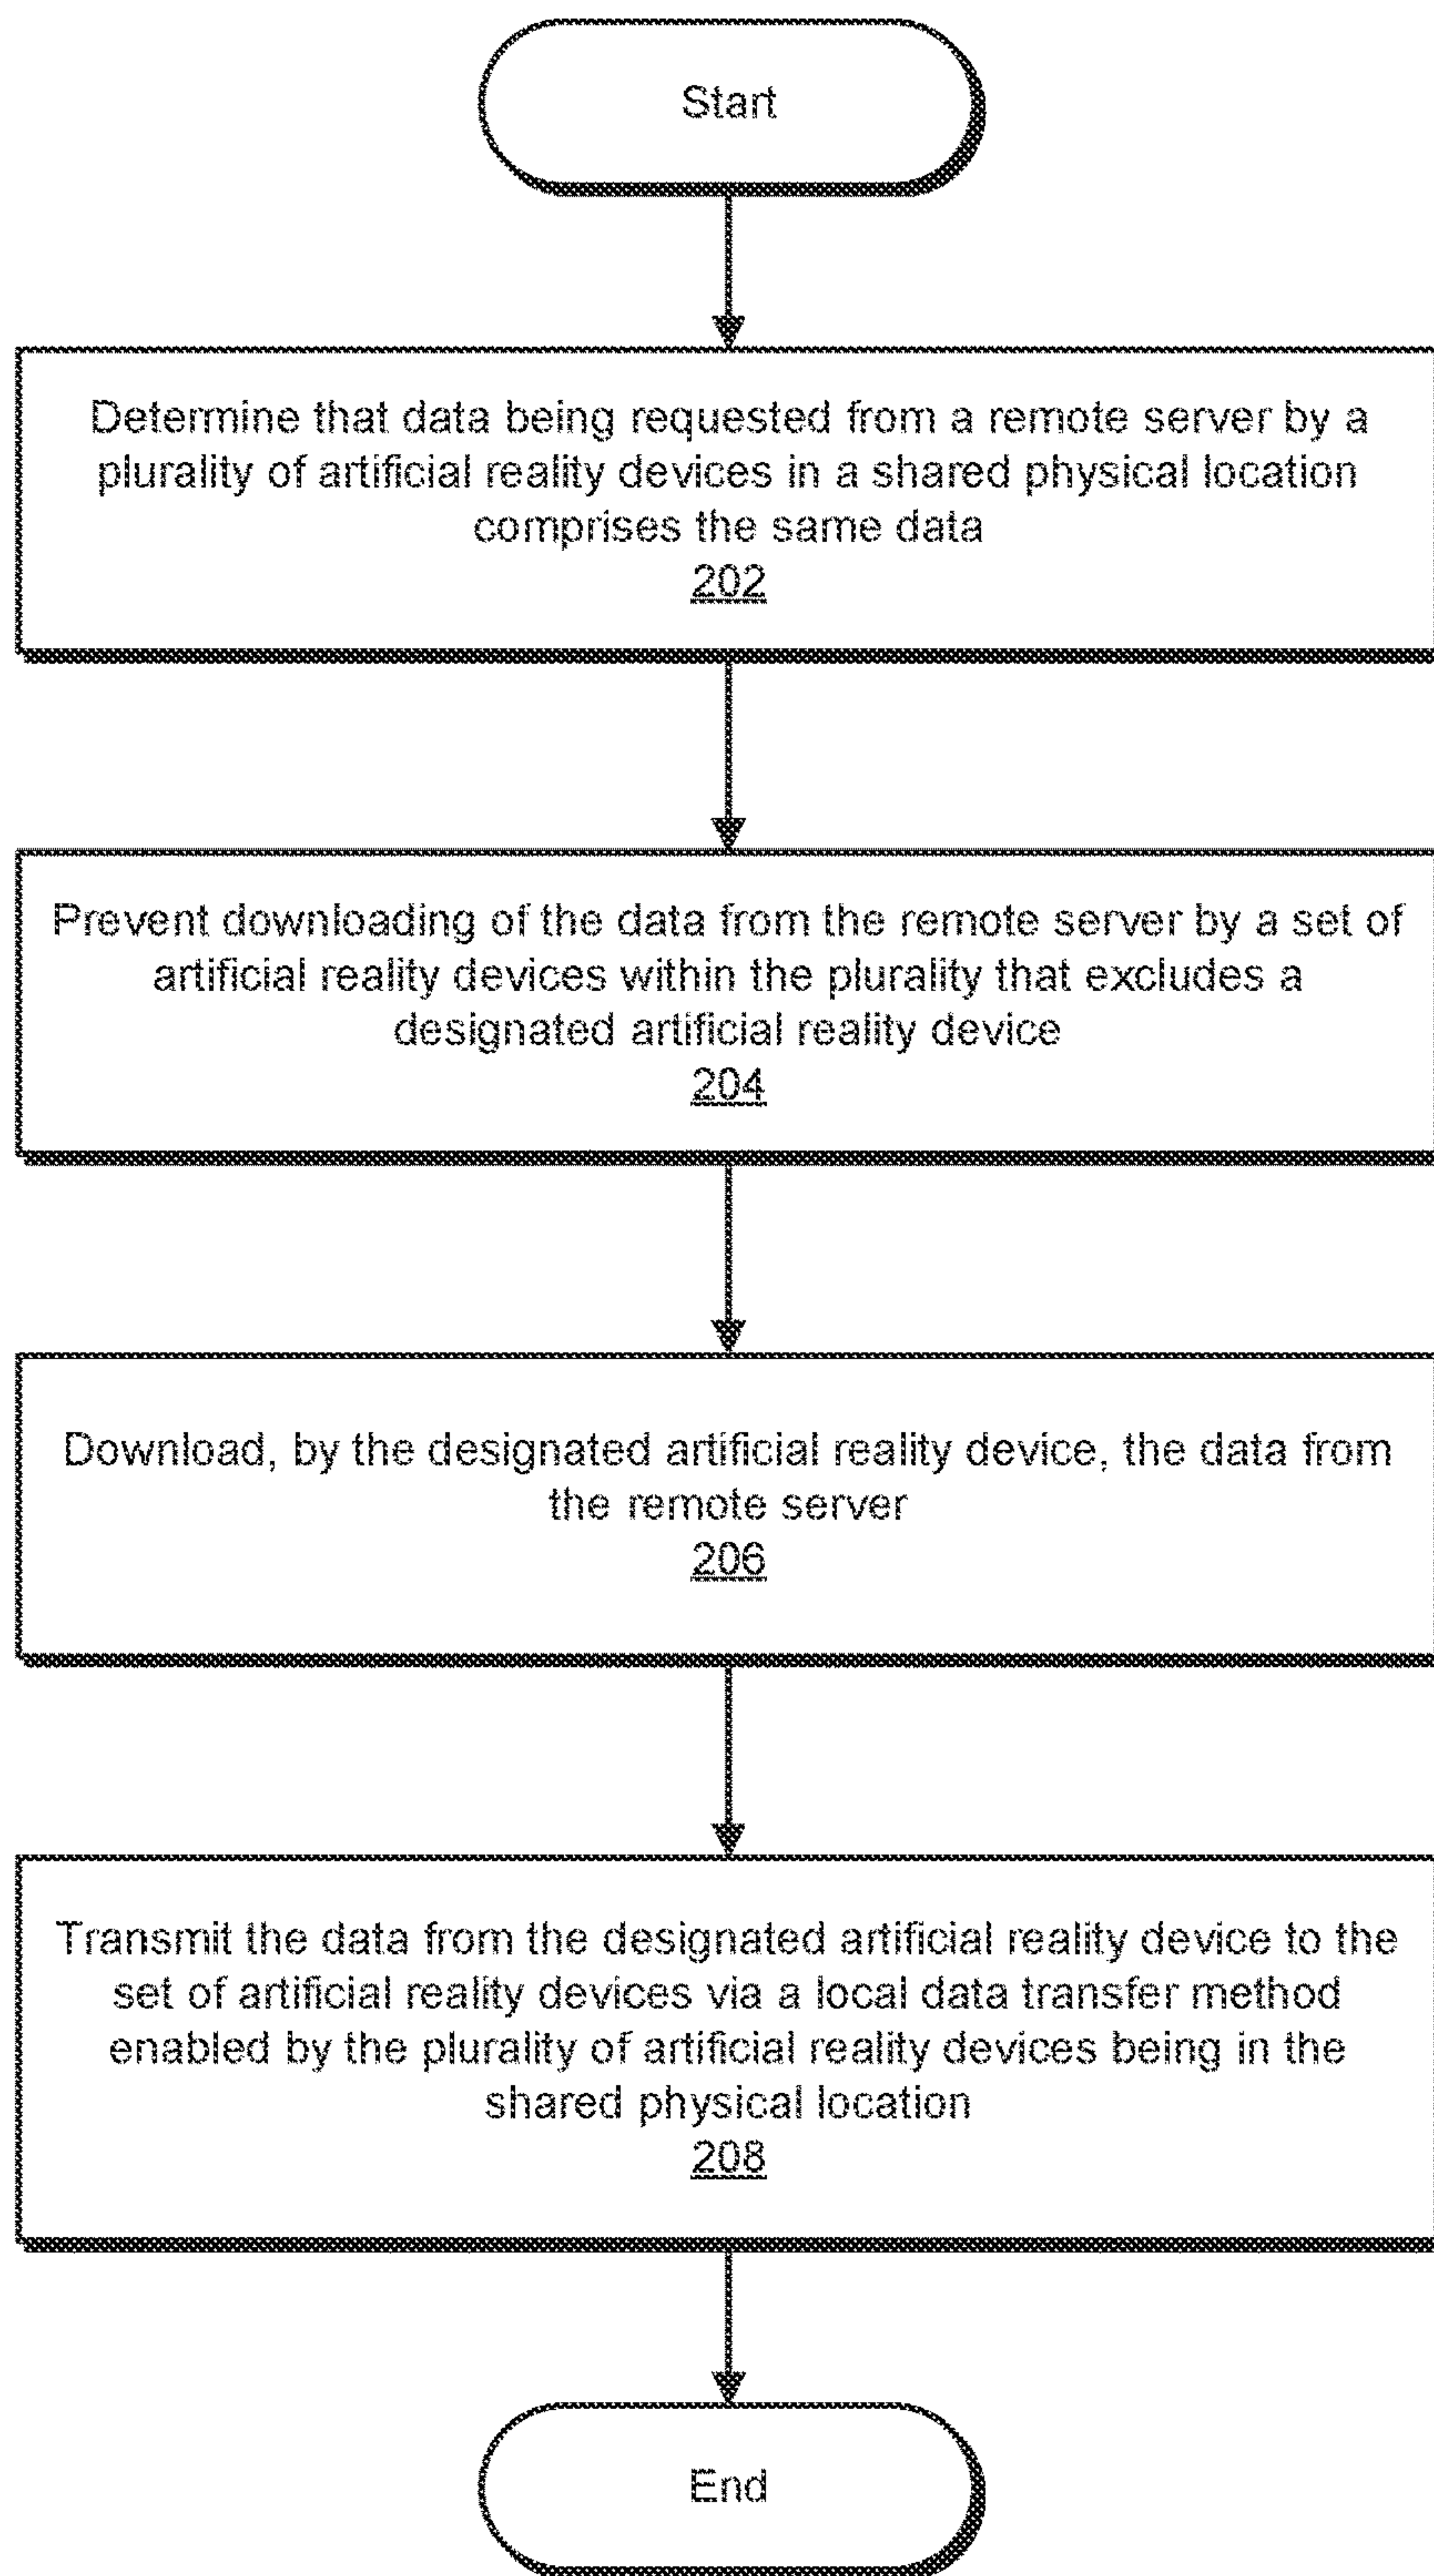 Start
Determine that data being requested from a remote server by a
plurality of artificial reality devices in a shared physical location
comprises the same data
202
Prevent downloading of the data from the remote server by a set of
artificial reality devices within the plurality that excludes a
designated artificial reality device
204
Download, by the designated artificial reality device, the data from
the remote server
206
Transmit the data from the designated artificial reality device to the
set of artificial reality devices via a local data transfer method
enabled by the plurality of artificial reality devices being in the
shared physical location
208
End